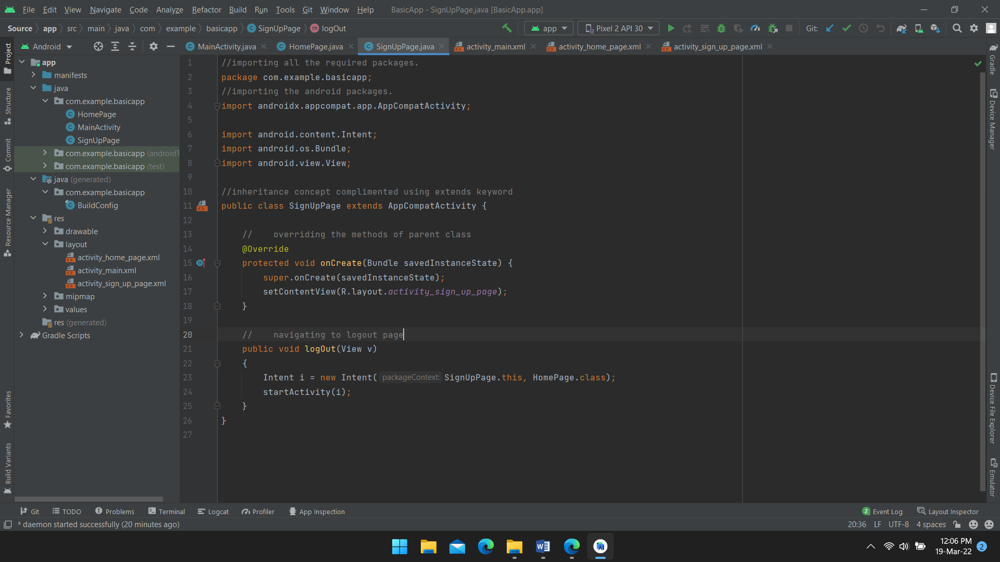 File Edit View Navigate Code Analyze Refactor Build Run Tools Git Window Help BasicApp - SignUpPage.java [BasicApp.app]
Source app src main java com example basicapp SignUpPage logOut app Pixel 2 API 30 Git:
Android MainActivity.java HomePage.java SignUpPage.java activity_main.xml activity_home_page.xml activity_sign_up_page.xml
Project
Structure
Commit
Resource Manager
Favorites
Build Variants
app
manifests
java
com.example.basicapp
HomePage
MainActivity
SignUpPage
com.example.basicapp (androidT
com.example.basicapp (test)
java (generated)
com.example.basicapp
BuildConfig
res
drawable
layout
activity_home_page.xml
activity_main.xml
activity_sign_up_page.xml
mipmap
values
res (generated)
Gradle Scripts
1 //importing all the required packages.
2 package com.example.basicapp;
3 //importing the android packages.
4 import androidx.appcompat.app.AppCompatActivity;
5
6 import android.content.Intent;
7 import android.os.Bundle;
8 import android.view.View;
9
10 //inheritance concept complimented using extends keyword
11 public class SignUpPage extends AppCompatActivity {
12
13 // overriding the methods of parent class
14 @Override
15 protected void onCreate(Bundle savedInstanceState) {
16 super.onCreate(savedInstanceState);
17 setContentView(R.layout.activity_sign_up_page);
18 }
19
20 // navigating to logout page
21 public void logOut(View v)
22 {
23 Intent i = new Intent( packageContext: SignUpPage.this, HomePage.class);
24 startActivity(i);
25 }
26 }
27
Gradle
Device Manager
Device File Explorer
Emulator
Git TODO Problems Terminal Logcat Profiler App Inspection 2 Event Log Layout Inspector
* daemon started successfully (20 minutes ago) 20:36 LF UTF-8 4 spaces
12:06 PM
19-Mar-22 2